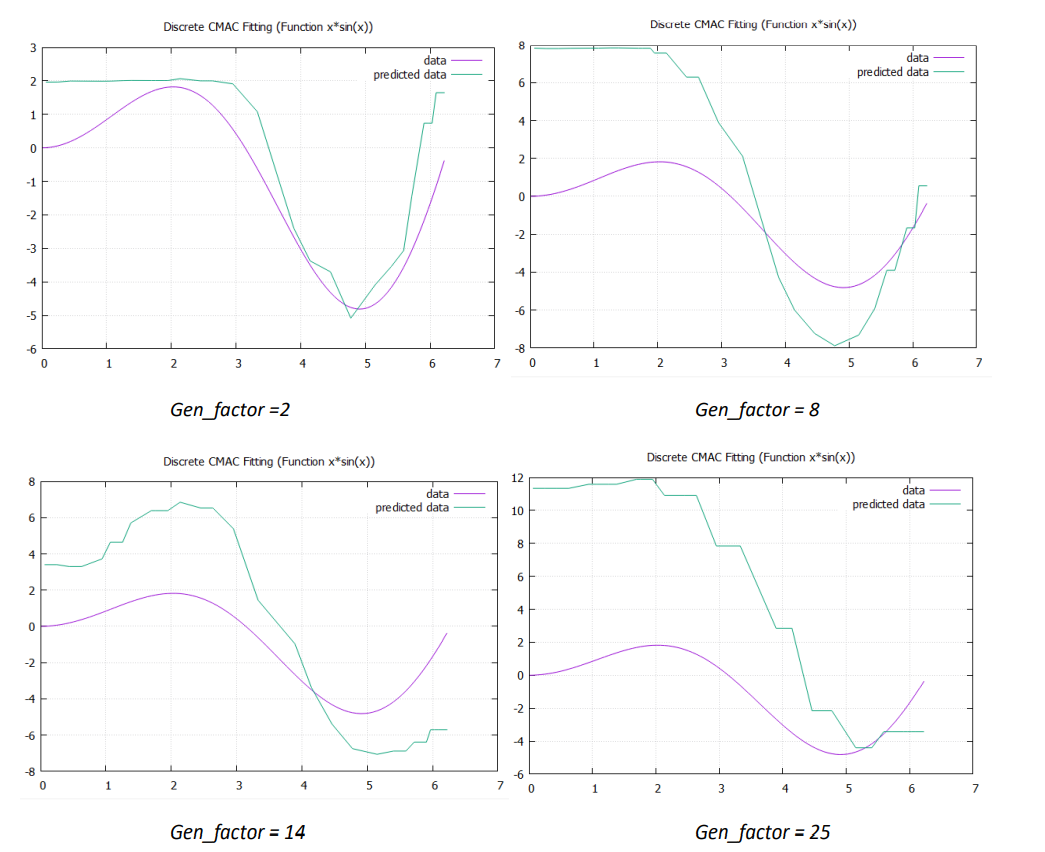 Discrete CMAC Fitting (Function x*sin(x))
data
predicted data
3
2
1
0
-1
-2
-3
-4
-5
-6
0 1 2 3 4 5 6 7
Gen_factor =2
Discrete CMAC Fitting (Function x*sin(x))
data
predicted data
8
6
4
2
0
-2
-4
-6
-8
0 1 2 3 4 5 6 7
Gen_factor = 8
Discrete CMAC Fitting (Function x*sin(x))
data
predicted data
8
6
4
2
0
-2
-4
-6
-8
0 1 2 3 4 5 6 7
Gen_factor = 14
Discrete CMAC Fitting (Function x*sin(x))
data
predicted data
12
10
8
6
4
2
0
-2
-4
-6
0 1 2 3 4 5 6 7
Gen_factor = 25